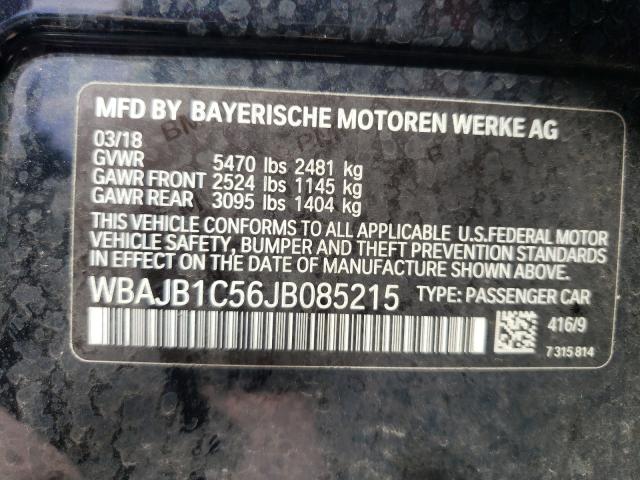 MFD BY BAYERISCHE MOTOREN WERKE AG
03/18
GVWR 5470 lbs 2481 kg
GAWR FRONT 2524 lbs 1145 kg
GAWR REAR 3095 lbs 1404 kg
THIS VEHICLE CONFORMS TO ALL APPLICABLE U.S.FEDERAL MOTOR
VEHICLE SAFETY, BUMPER AND THEFT PREVENTION STANDARDS
IN EFFECT ON THE DATE OF MANUFACTURE SHOWN ABOVE.
WBAJB1C56JB085215 TYPE: PASSENGER CAR
416/9
7 315 814